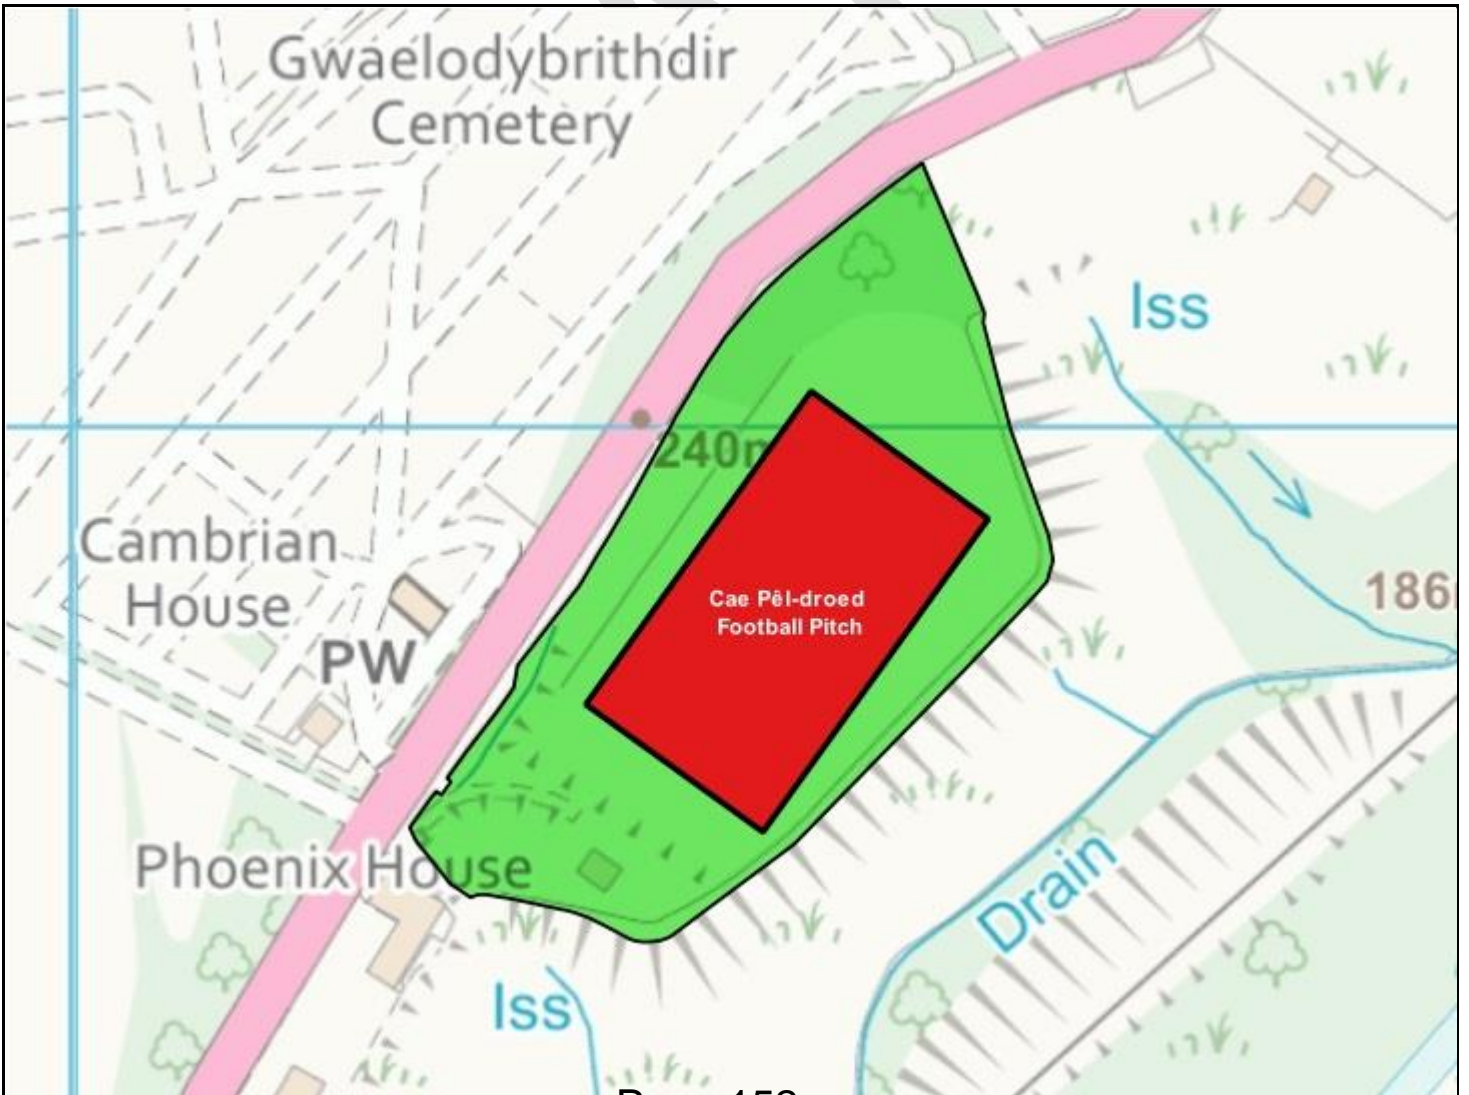 Gwaelodybrithdir
Cemetery
Iss
240m
Cambrian
House
PW
Cae Pêl-droed
Football Pitch
186
Phoenix House
Drain
Iss